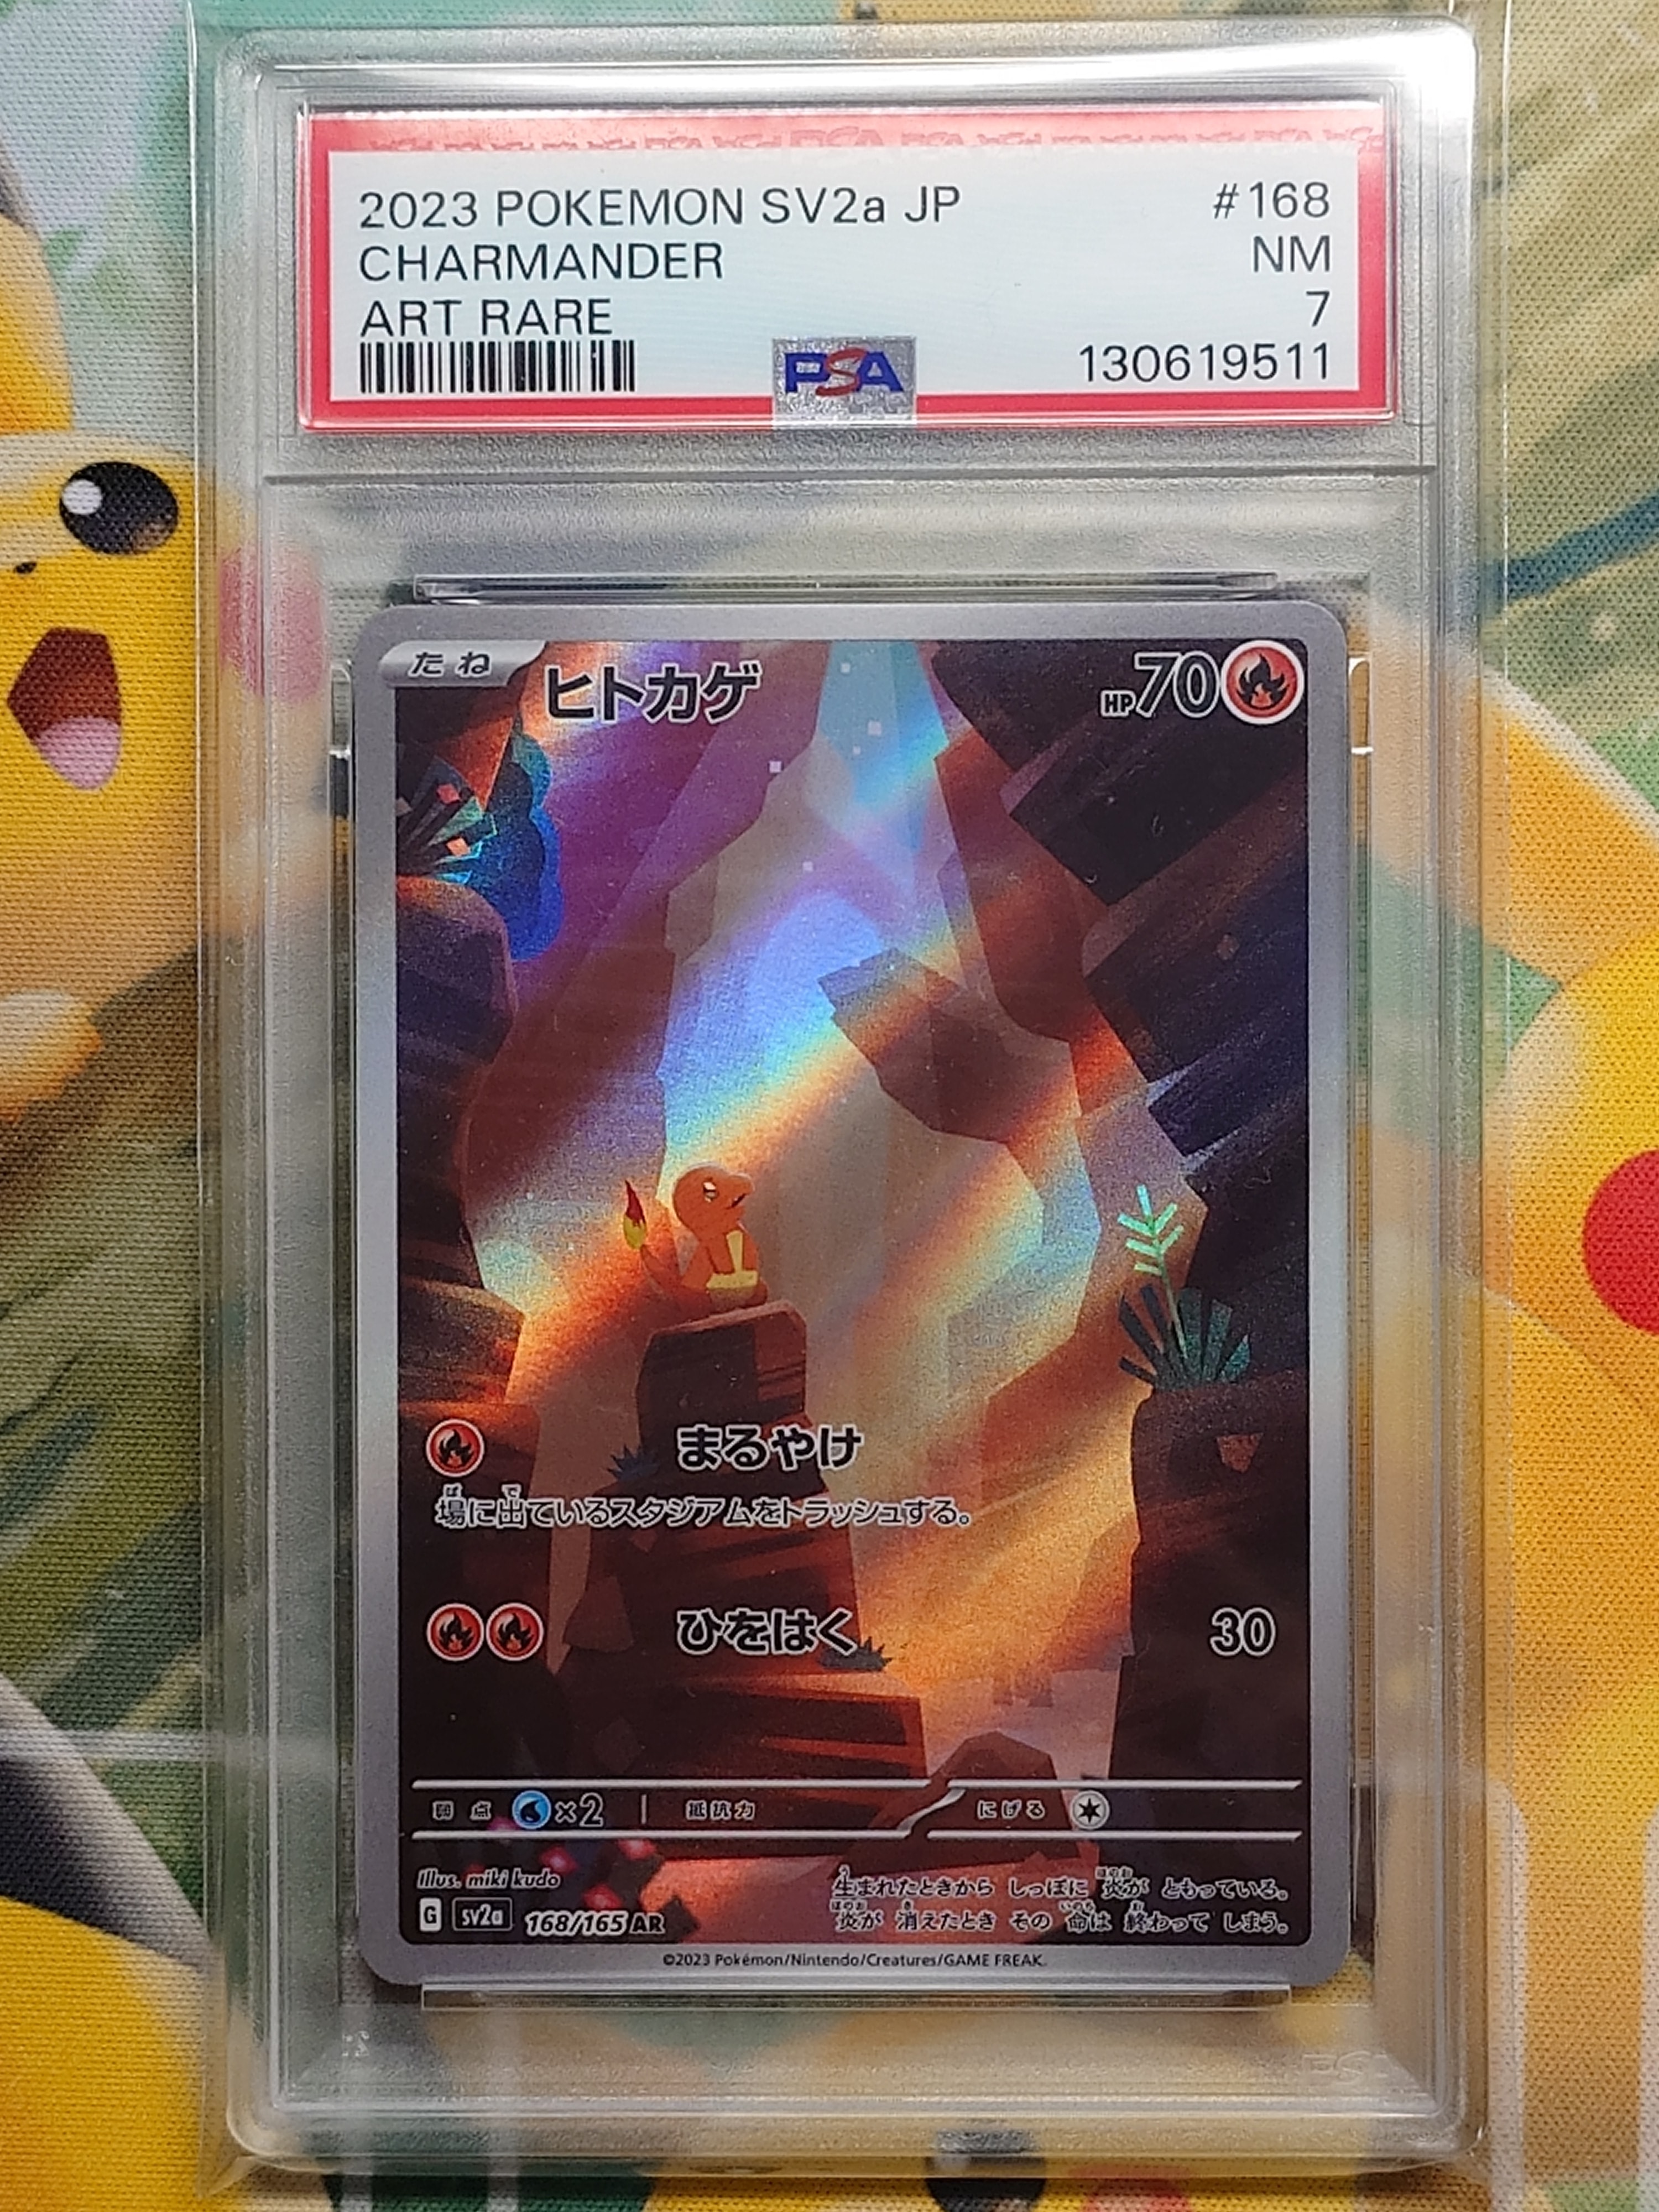 2023 POKEMON SV2a JP #168
CHARMANDER NM
ART RARE 7
PSA 130619511
たね ヒトカゲ HP70
まるやけ
場に出ているスタジアムをトラッシュする。
ひをはく 30
弱点 ×2 抵抗力 にげる
Illus. miki kudo
生まれたときから しっぽに 炎が ともっている。
炎が 消えたとき その 命は 終わって しまう。
G sv2a 168/165 AR
©2023 Pokémon/Nintendo/Creatures/GAME FREAK.